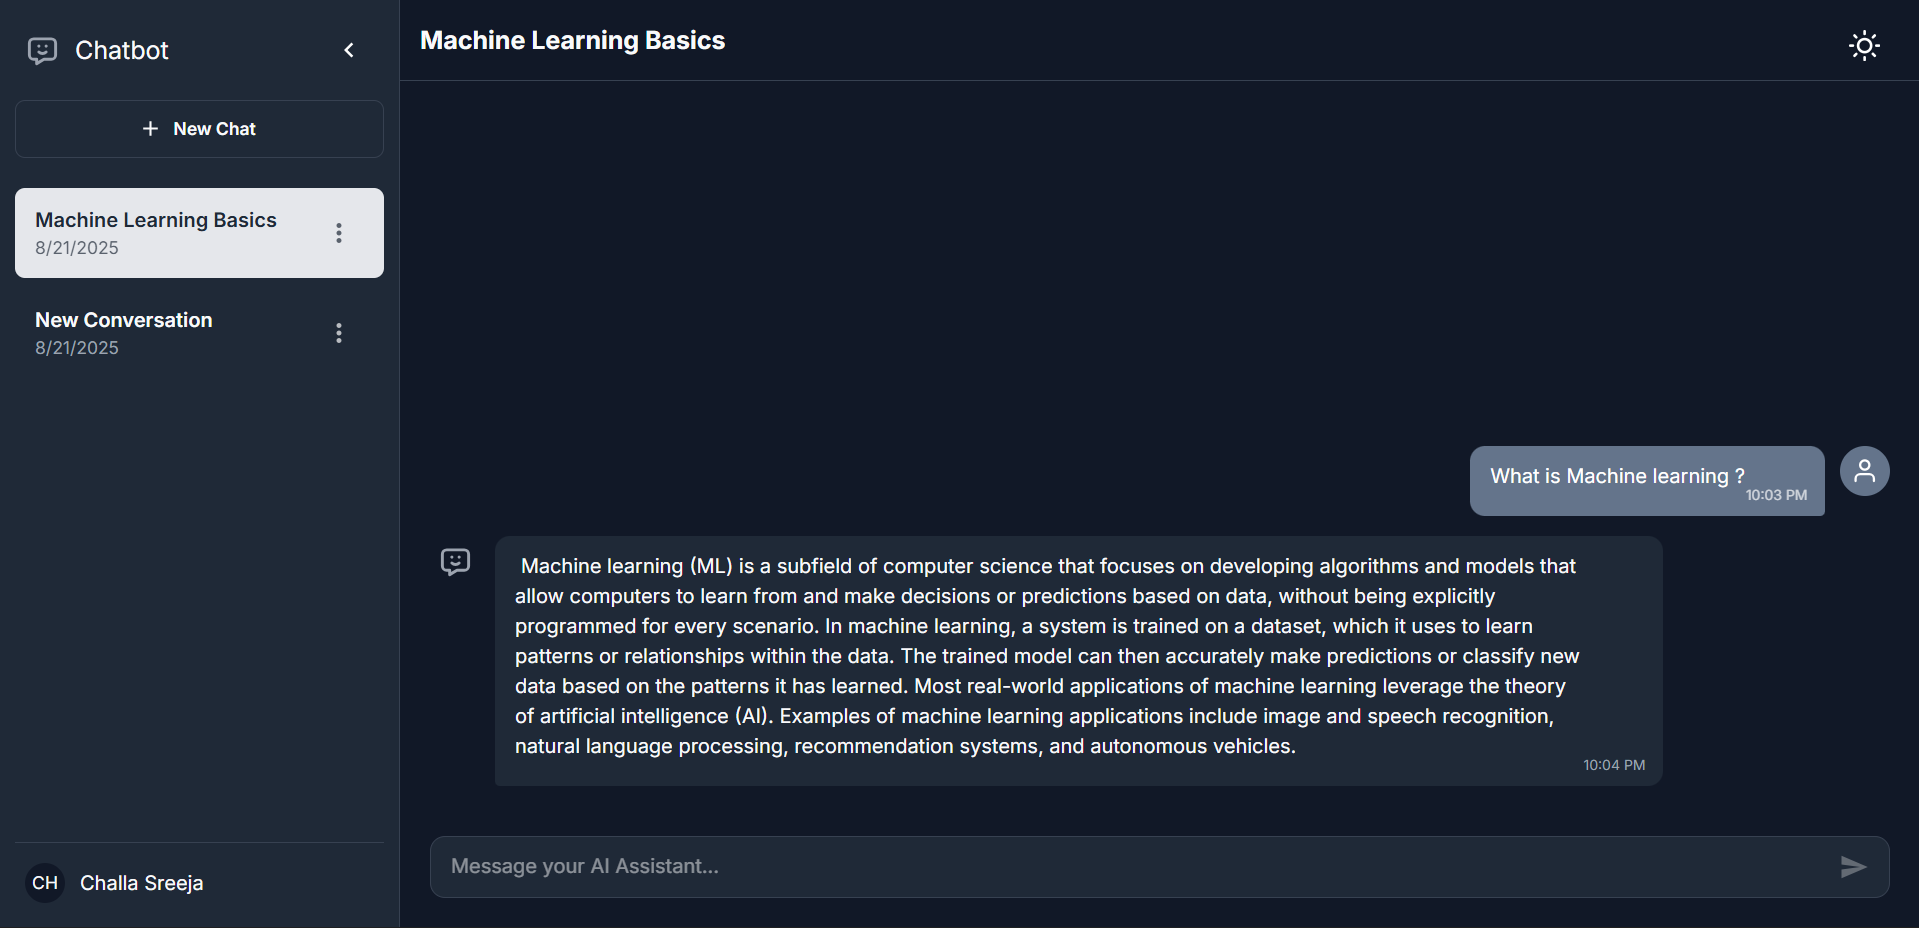 Chatbot
New Chat
Machine Learning Basics
8/21/2025
New Conversation
8/21/2025
CH
Challa Sreeja
Machine Learning Basics
What is Machine learning ?
10:03 PM
Machine learning (ML) is a subfield of computer science that focuses on developing algorithms and models that
allow computers to learn from and make decisions or predictions based on data, without being explicitly
programmed for every scenario. In machine learning, a system is trained on a dataset, which it uses to learn
patterns or relationships within the data. The trained model can then accurately make predictions or classify new
data based on the patterns it has learned. Most real-world applications of machine learning leverage the theory
of artificial intelligence (AI). Examples of machine learning applications include image and speech recognition,
natural language processing, recommendation systems, and autonomous vehicles.
10:04 PM
Message your AI Assistant...